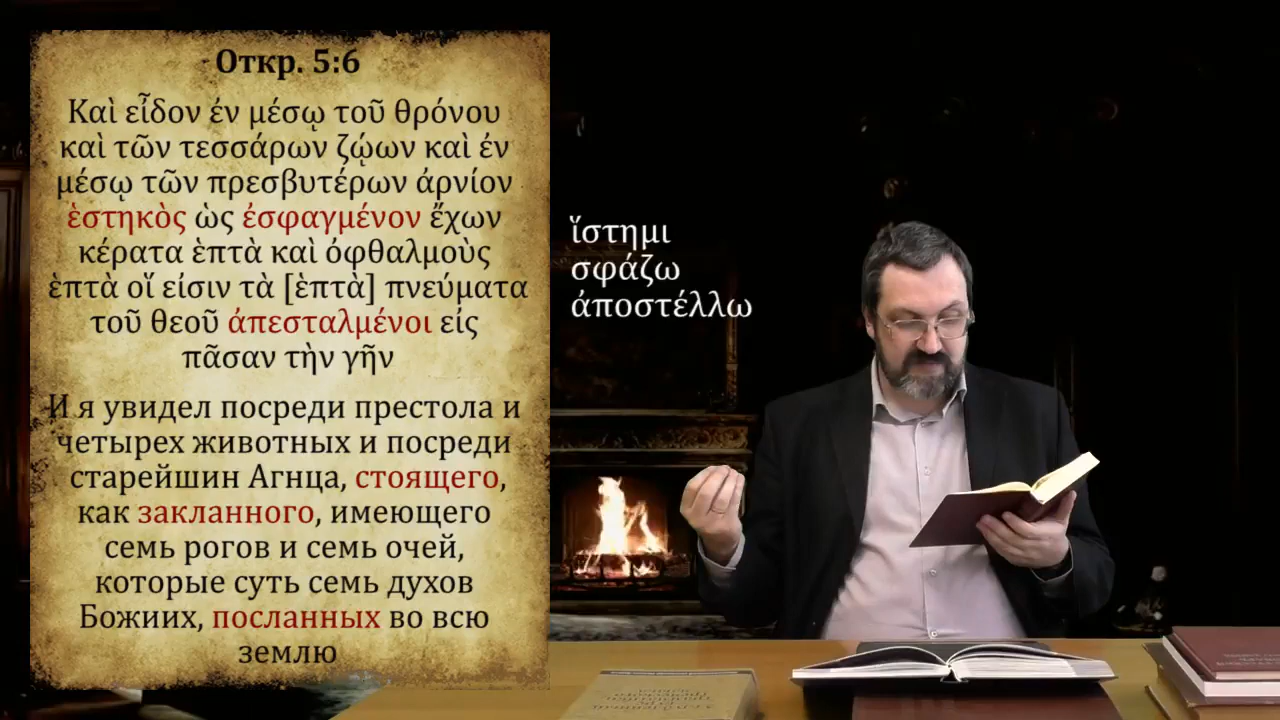 Откр. 5:6
Καὶ εἶδον ἐν μέσῳ τοῦ θρόνου
καὶ τῶν τεσσάρων ζῴων καὶ ἐν
μέσῳ τῶν πρεσβυτέρων ἀρνίον
ἑστηκὸς ὡς ἐσφαγμένον ἔχων
κέρατα ἑπτὰ καὶ ὀφθαλμοὺς
ἑπτὰ οἵ εἰσιν τὰ [ἑπτὰ] πνεύματα
τοῦ θεοῦ ἀπεσταλμένοι εἰς
πᾶσαν τὴν γῆν
И я увидел посреди престола и
четырех животных и посреди
старейшин Агнца, стоящего,
как закланного, имеющего
семь рогов и семь очей,
которые суть семь духов
Божиих, посланных во всю
землю
ἵστημι
σφάζω
ἀποστέλλω